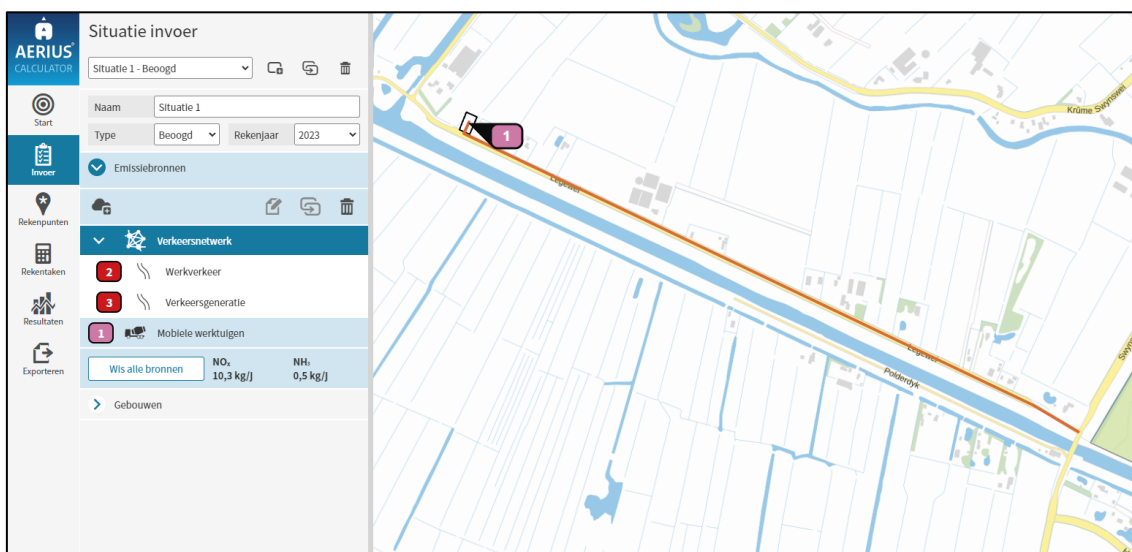 AERIUS®
CALCULATOR
Start
Invoer
Rekenpunten
Rekentaken
Resultaten
Exporteren
Situatie invoer
Situatie 1 - Beoogd
Naam Situatie 1
Type Beoogd Rekenjaar 2023
Emissiebronnen
Verkeersnetwerk
2 Werkverkeer
3 Verkeersgeneratie
1 Mobiele werktuigen
Wis alle bronnen
NOₓ
10,3 kg/j
NH₃
0,5 kg/j
Gebouwen
1
Krúme Swynswei
Legewei
Legewei
Polderdyk
Swyns